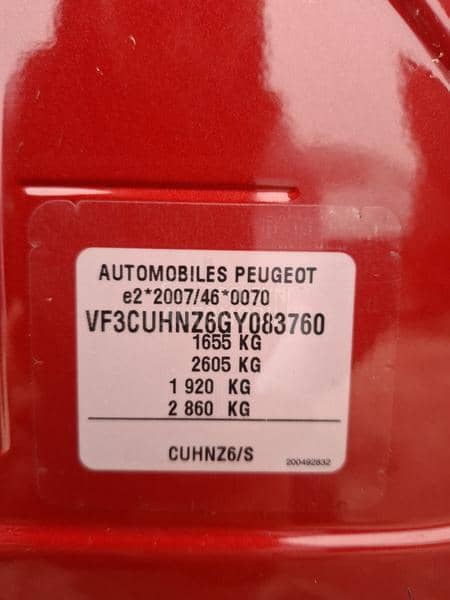 AUTOMOBILES PEUGEOT
e2*2007/46*0070
VF3CUHNZ6GY083760
1655 KG
2605 KG
1 920 KG
2 860 KG
CUHNZ6/S
200492832